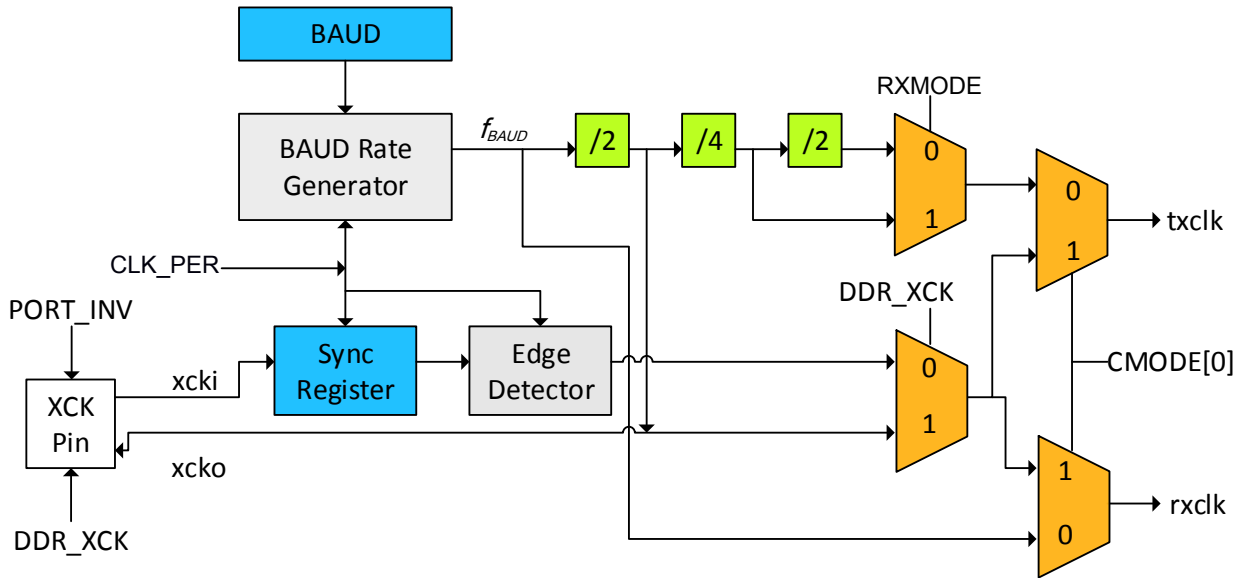 BAUD
RXMODE
BAUD Rate
Generator
fBAUD
/2
/4
/2
0
1
0
1
txclk
CLK_PER
DDR_XCK
PORT_INV
Sync
Register
Edge
Detector
0
1
CMODE[0]
xcki
XCK
Pin
xcko
1
0
rxclk
DDR_XCK